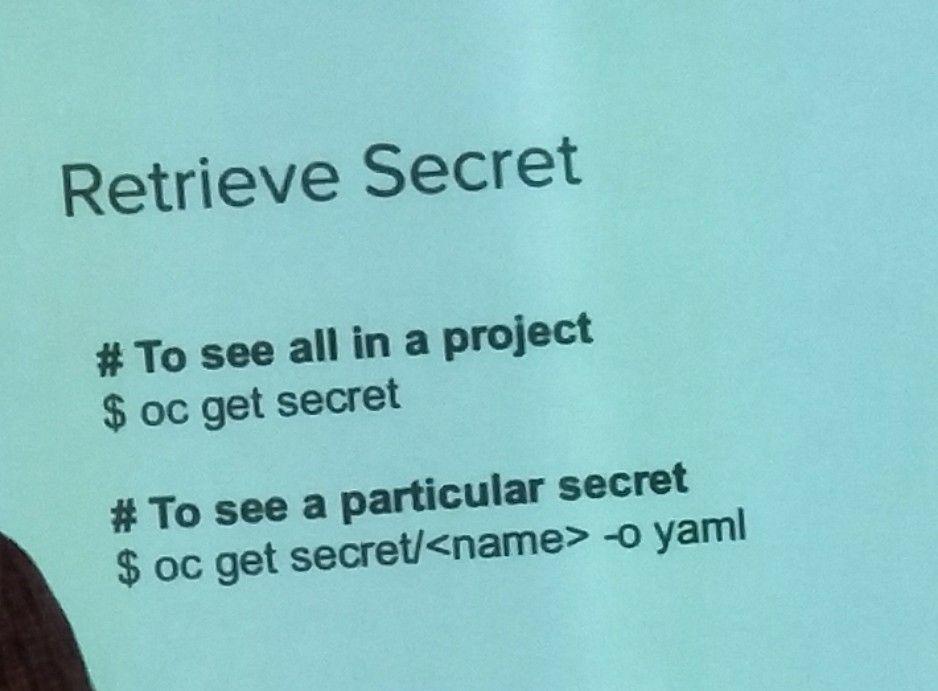 Retrieve Secret
# To see all in a project
$ oc get secret
# To see a particular secret
$ oc get secret/<name> -o yaml